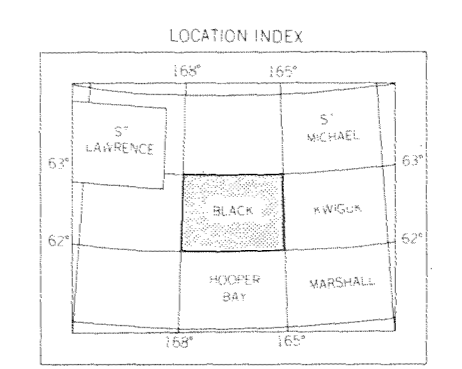 LOCATION INDEX
168° 165°
ST
LAWRENCE
ST
MICHAEL
63° 63°
BLACK
KWIGUK
62° 62°
HOOPER
BAY
MARSHALL
168° 165°